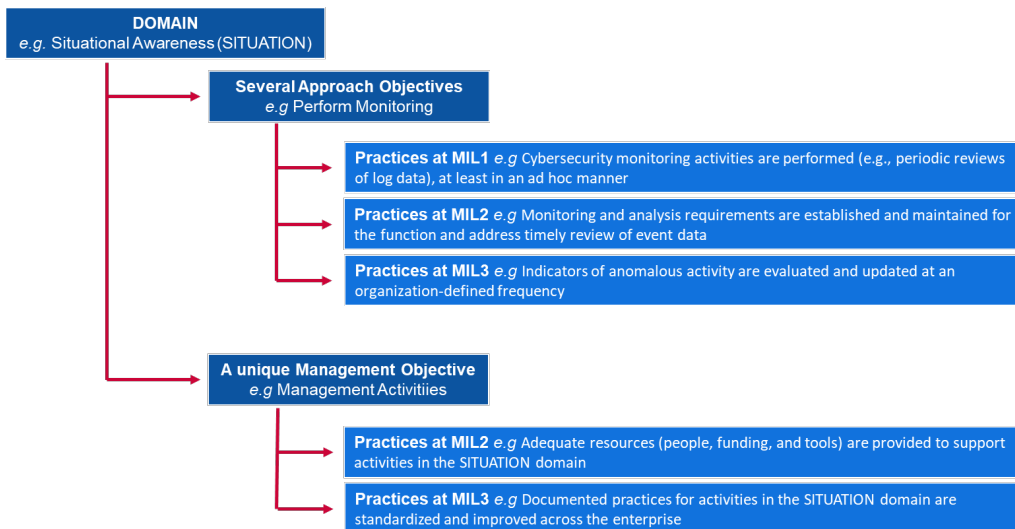 DOMAIN
e.g. Situational Awareness (SITUATION)
Several Approach Objectives
e.g Perform Monitoring
Practices at MIL1 e.g Cybersecurity monitoring activities are performed (e.g., periodic reviews
of log data), at least in an ad hoc manner
Practices at MIL2 e.g Monitoring and analysis requirements are established and maintained for
the function and address timely review of event data
Practices at MIL3 e.g Indicators of anomalous activity are evaluated and updated at an
organization-defined frequency
A unique Management Objective
e.g Management Activitiies
Practices at MIL2 e.g Adequate resources (people, funding, and tools) are provided to support
activities in the SITUATION domain
Practices at MIL3 e.g Documented practices for activities in the SITUATION domain are
standardized and improved across the enterprise